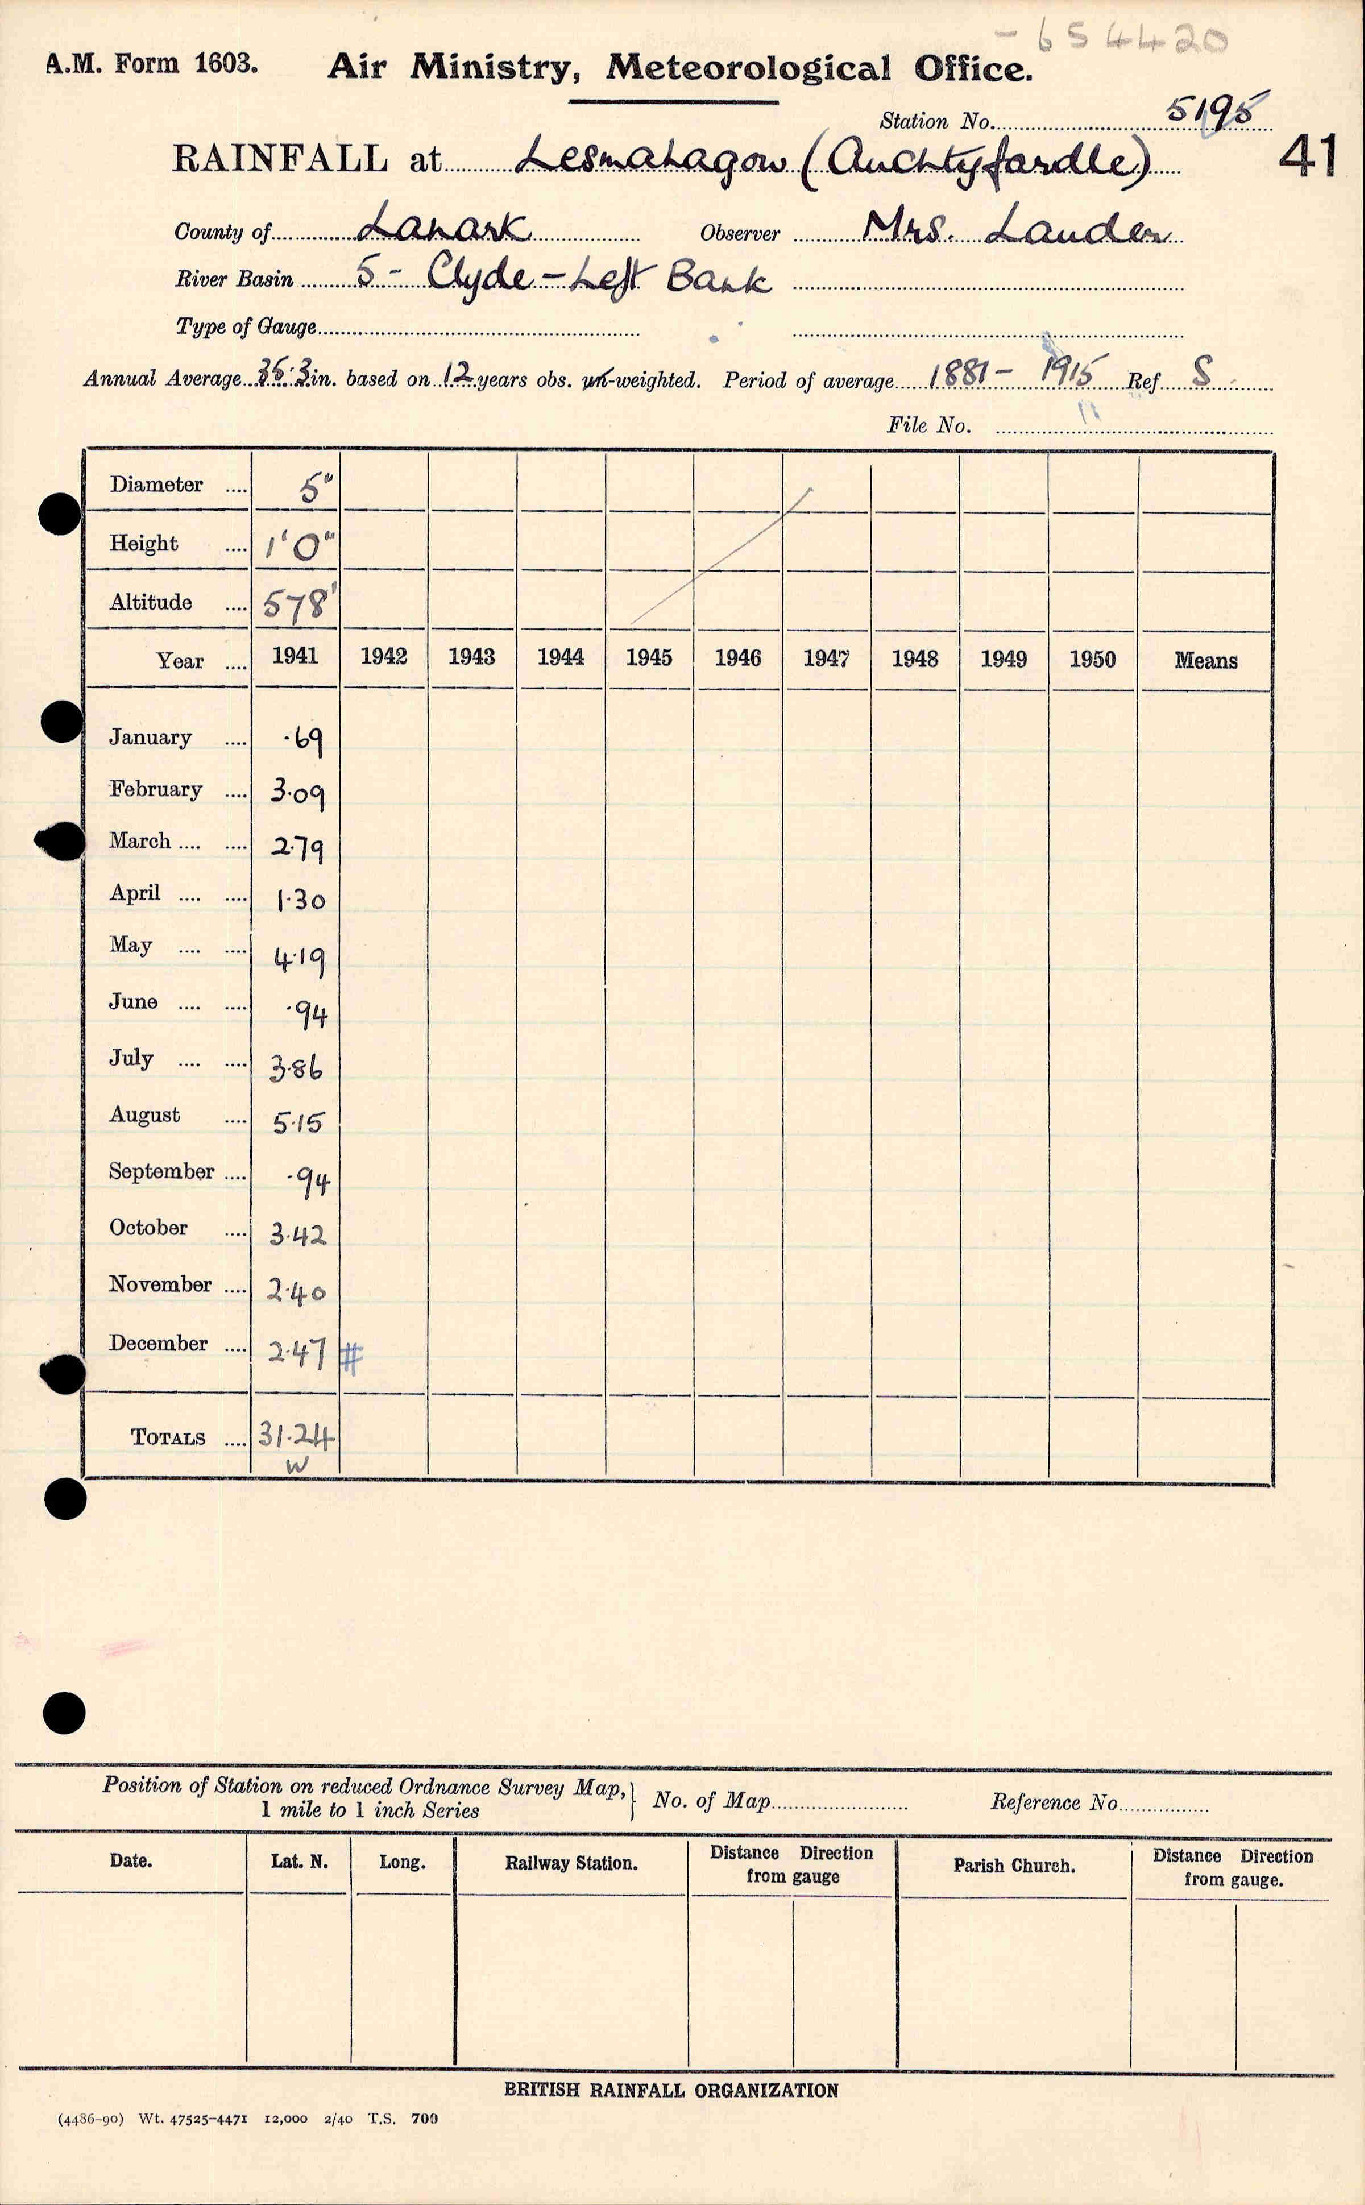 - 654420
A.M. Form 1603. Air Ministry, Meteorological Office.
Station No. 5195
RAINFALL at Lesmahagow (Auchtyfardle) 41
County of Lanark Observer Mrs. Lauder
River Basin 5 - Clyde - Left Bank
Type of Gauge
Annual Average 35.3 in. based on 12 years obs. un-weighted. Period of average 1881 - 1915 Ref S.
File No.
Diameter .... 5"
Height .... 1'0"
Altitude .... 578'
Year .... 1941 1942 1943 1944 1945 1946 1947 1948 1949 1950 Means
January .... ·69
February .... 3·09
March .... .... 2·79
April .... .... 1·30
May .... .... 4·19
June .... .... ·94
July .... .... 3·86
August .... 5·15
September .... ·94
October .... 3·42
November .... 2·40
December .... 2·47 #
TOTALS .... 31·24
W
Position of Station on reduced Ordnance Survey Map, 1 mile to 1 inch Series } No. of Map Reference No.
Date. Lat. N. Long. Railway Station. Distance Direction from gauge Parish Church. Distance Direction from gauge.
BRITISH RAINFALL ORGANIZATION
(4486-90) Wt. 47525-4471 12,000 2/40 T.S. 700